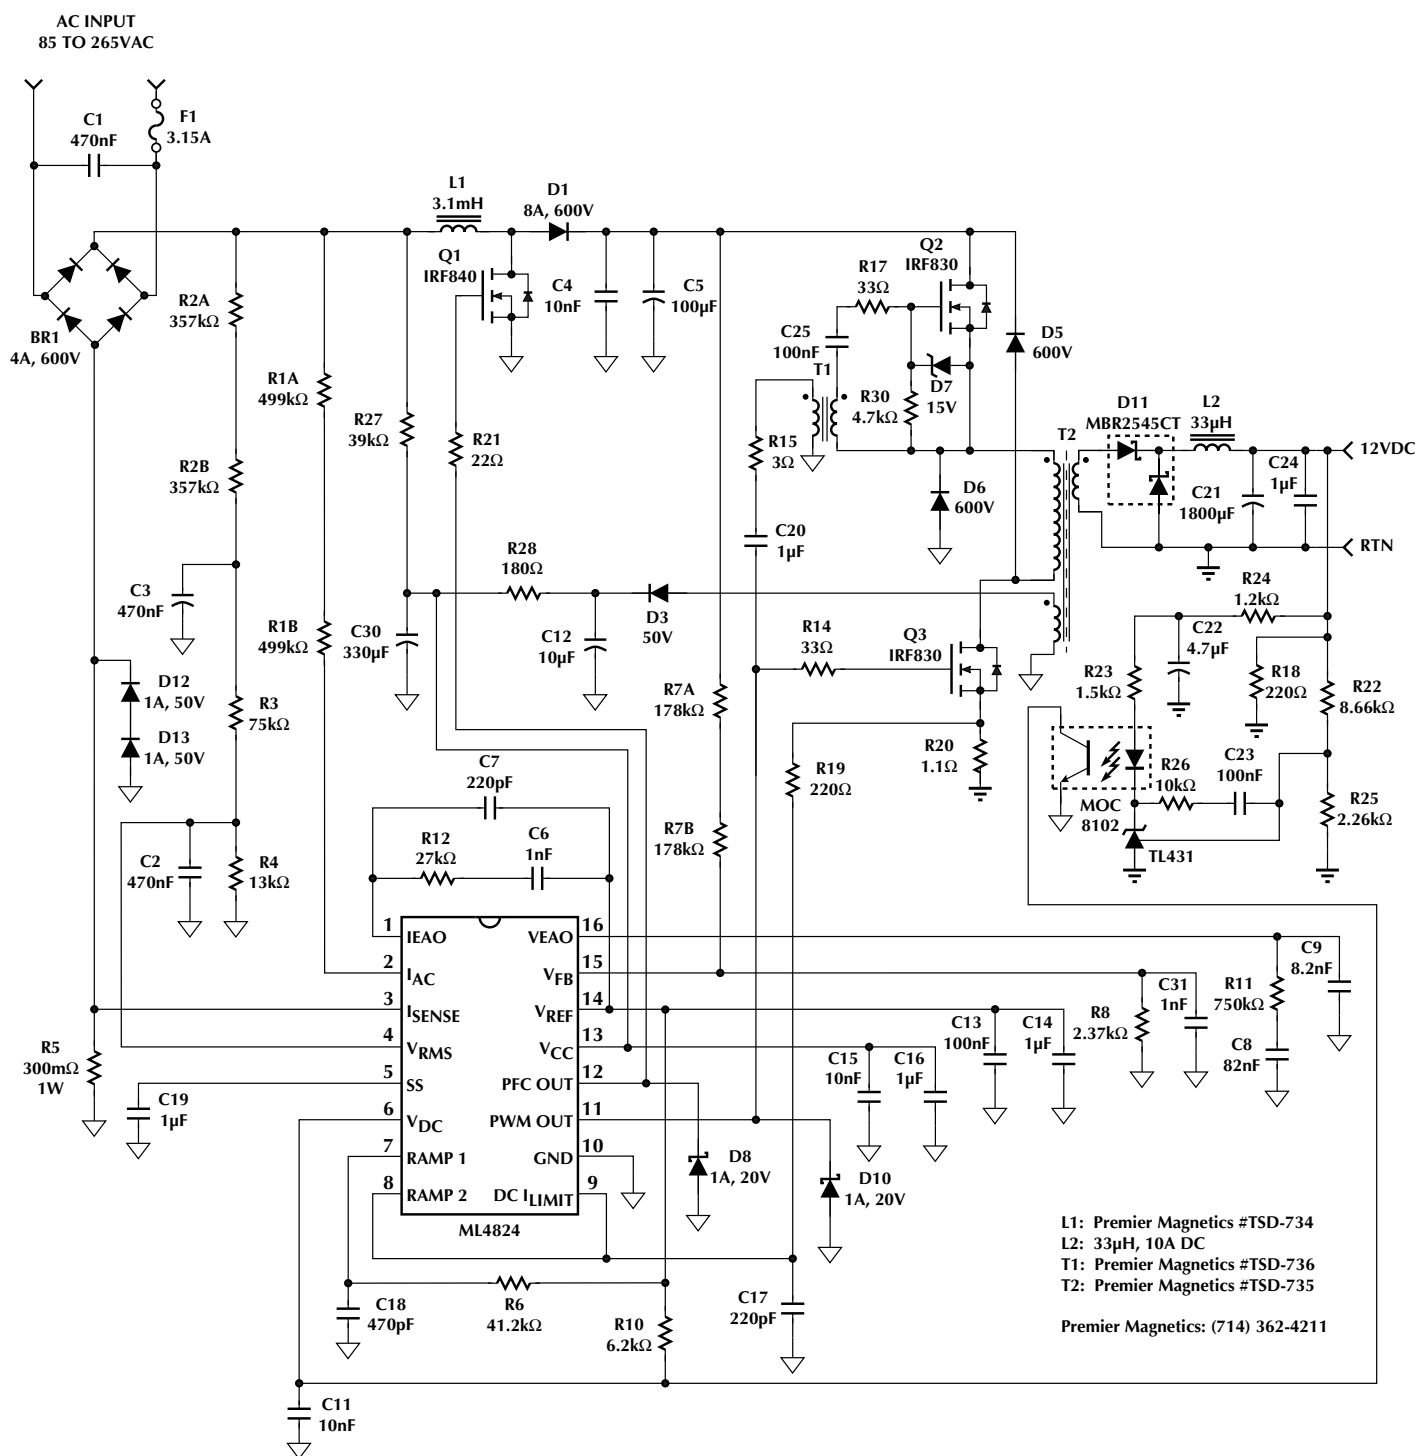 AC INPUT
85 TO 265VAC
C1
470nF
F1
3.15A
L1
3.1mH
D1
8A, 600V
Q1
IRF840
C4
10nF
C5
100µF
Q2
IRF830
R17
33Ω
C25
100nF
T1
D7
15V
R30
4.7kΩ
D5
600V
BR1
4A, 600V
R2A
357kΩ
R1A
499kΩ
R27
39kΩ
R21
22Ω
R15
3Ω
D6
600V
T2
D11
MBR2545CT
L2
33µH
12VDC
C24
1µF
C21
1800µF
RTN
R2B
357kΩ
C20
1µF
R28
180Ω
C3
470nF
R1B
499kΩ
C30
330µF
C12
10µF
D3
50V
R14
33Ω
Q3
IRF830
R24
1.2kΩ
C22
4.7µF
R23
1.5kΩ
R18
220Ω
R22
8.66kΩ
D12
1A, 50V
D13
1A, 50V
R3
75kΩ
R7A
178kΩ
R20
1.1Ω
R19
220Ω
C7
220pF
R26
10kΩ
C23
100nF
MOC
8102
TL431
R25
2.26kΩ
R12
27kΩ
C6
1nF
R7B
178kΩ
C2
470nF
R4
13kΩ
1 IEAO VEAO 16
2 IAC VFB 15
3 ISENSE VREF 14
4 VRMS VCC 13
5 SS PFC OUT 12
6 VDC PWM OUT 11
7 RAMP 1 GND 10
8 RAMP 2 DC ILIMIT 9
ML4824
C9
8.2nF
R11
750kΩ
C31
1nF
R8
2.37kΩ
C8
82nF
C13
100nF
C14
1µF
C15
10nF
C16
1µF
R5
300mΩ
1W
C19
1µF
D8
1A, 20V
D10
1A, 20V
C18
470pF
R6
41.2kΩ
R10
6.2kΩ
C17
220pF
C11
10nF
L1: Premier Magnetics #TSD-734
L2: 33µH, 10A DC
T1: Premier Magnetics #TSD-736
T2: Premier Magnetics #TSD-735
Premier Magnetics: (714) 362-4211